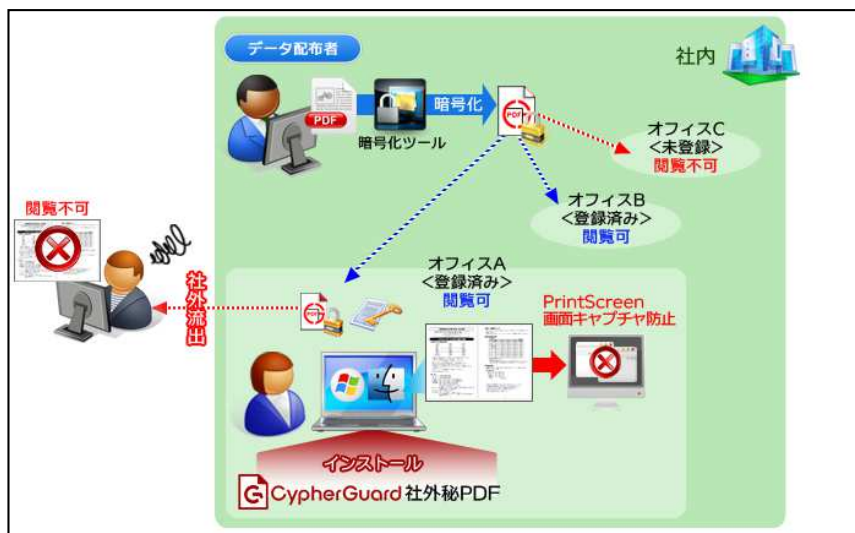 データ配布者
社内
PDF
暗号化
暗号化ツール
PDF
オフィスC
<未登録>
閲覧不可
オフィスB
<登録済み>
閲覧可
閲覧不可
オフィスA
<登録済み>
閲覧可
社外流出
PrintScreen
画面キャプチャ防止
インストール
CypherGuard 社外秘PDF